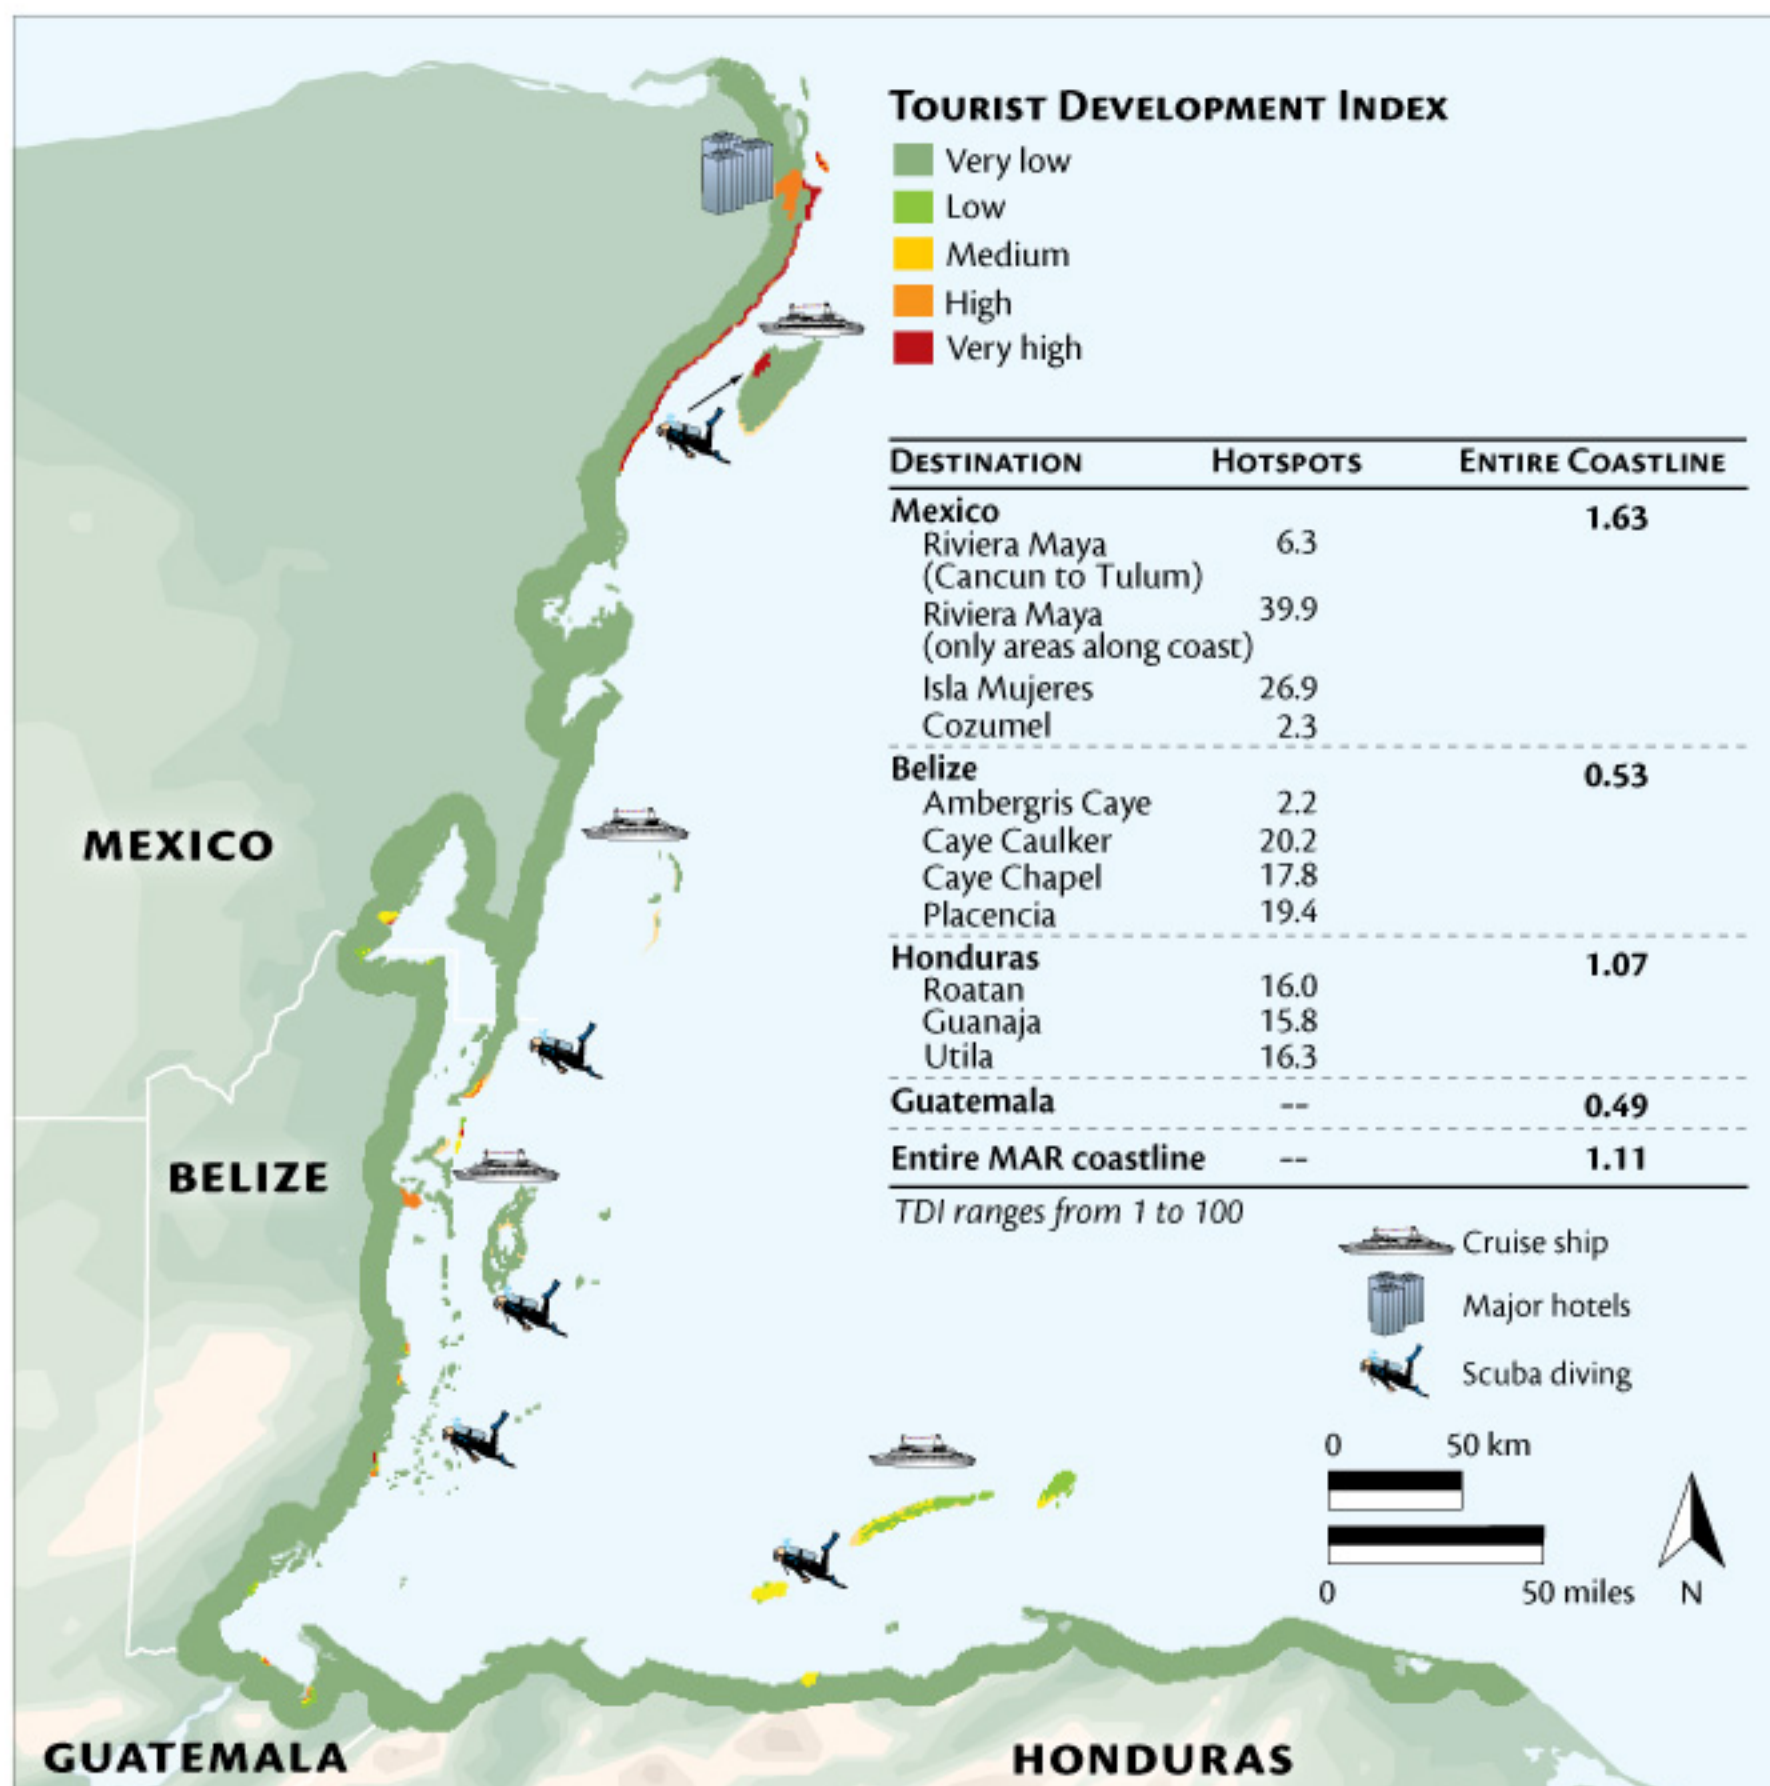 TOURIST DEVELOPMENT INDEX
Very low
Low
Medium
High
Very high
DESTINATION HOTSPOTS ENTIRE COASTLINE
Mexico 1.63
Riviera Maya 6.3
(Cancun to Tulum)
Riviera Maya 39.9
(only areas along coast)
Isla Mujeres 26.9
Cozumel 2.3
Belize 0.53
Ambergris Caye 2.2
Caye Caulker 20.2
Caye Chapel 17.8
Placencia 19.4
Honduras 1.07
Roatan 16.0
Guanaja 15.8
Utila 16.3
Guatemala -- 0.49
Entire MAR coastline -- 1.11
TDI ranges from 1 to 100
Cruise ship
Major hotels
Scuba diving
0 50 km
0 50 miles
N
MEXICO
BELIZE
GUATEMALA
HONDURAS